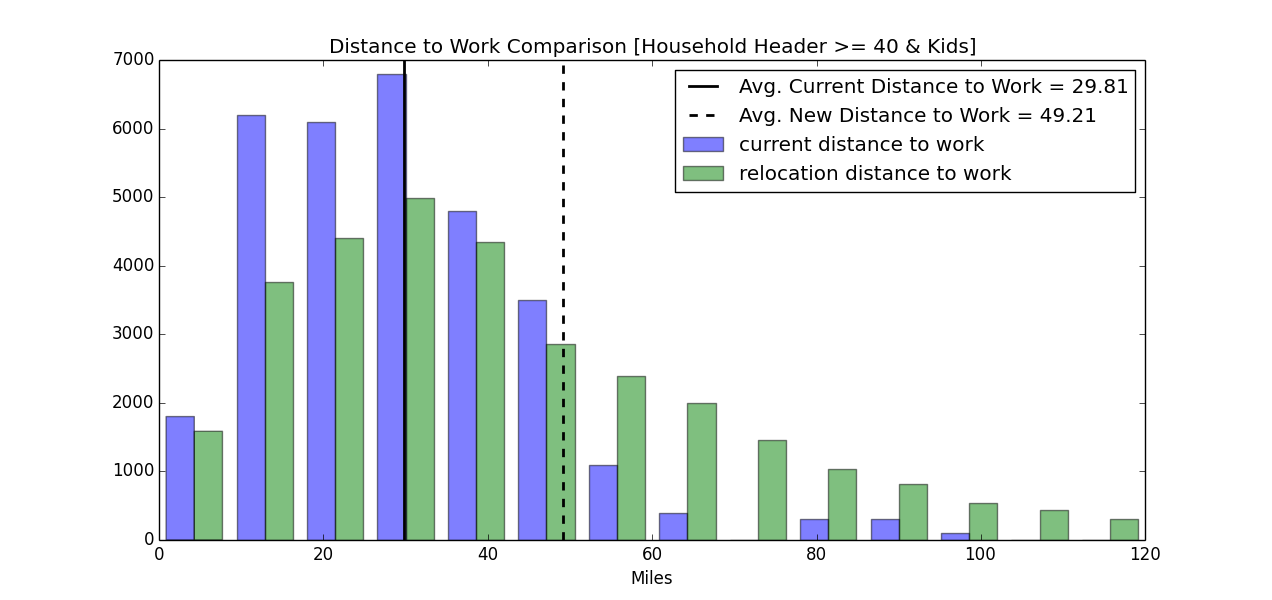 Distance to Work Comparison [Household Header >= 40 & Kids]
7000
6000
5000
4000
3000
2000
1000
0
Avg. Current Distance to Work = 29.81
Avg. New Distance to Work = 49.21
current distance to work
relocation distance to work
0 20 40 60 80 100 120
Miles